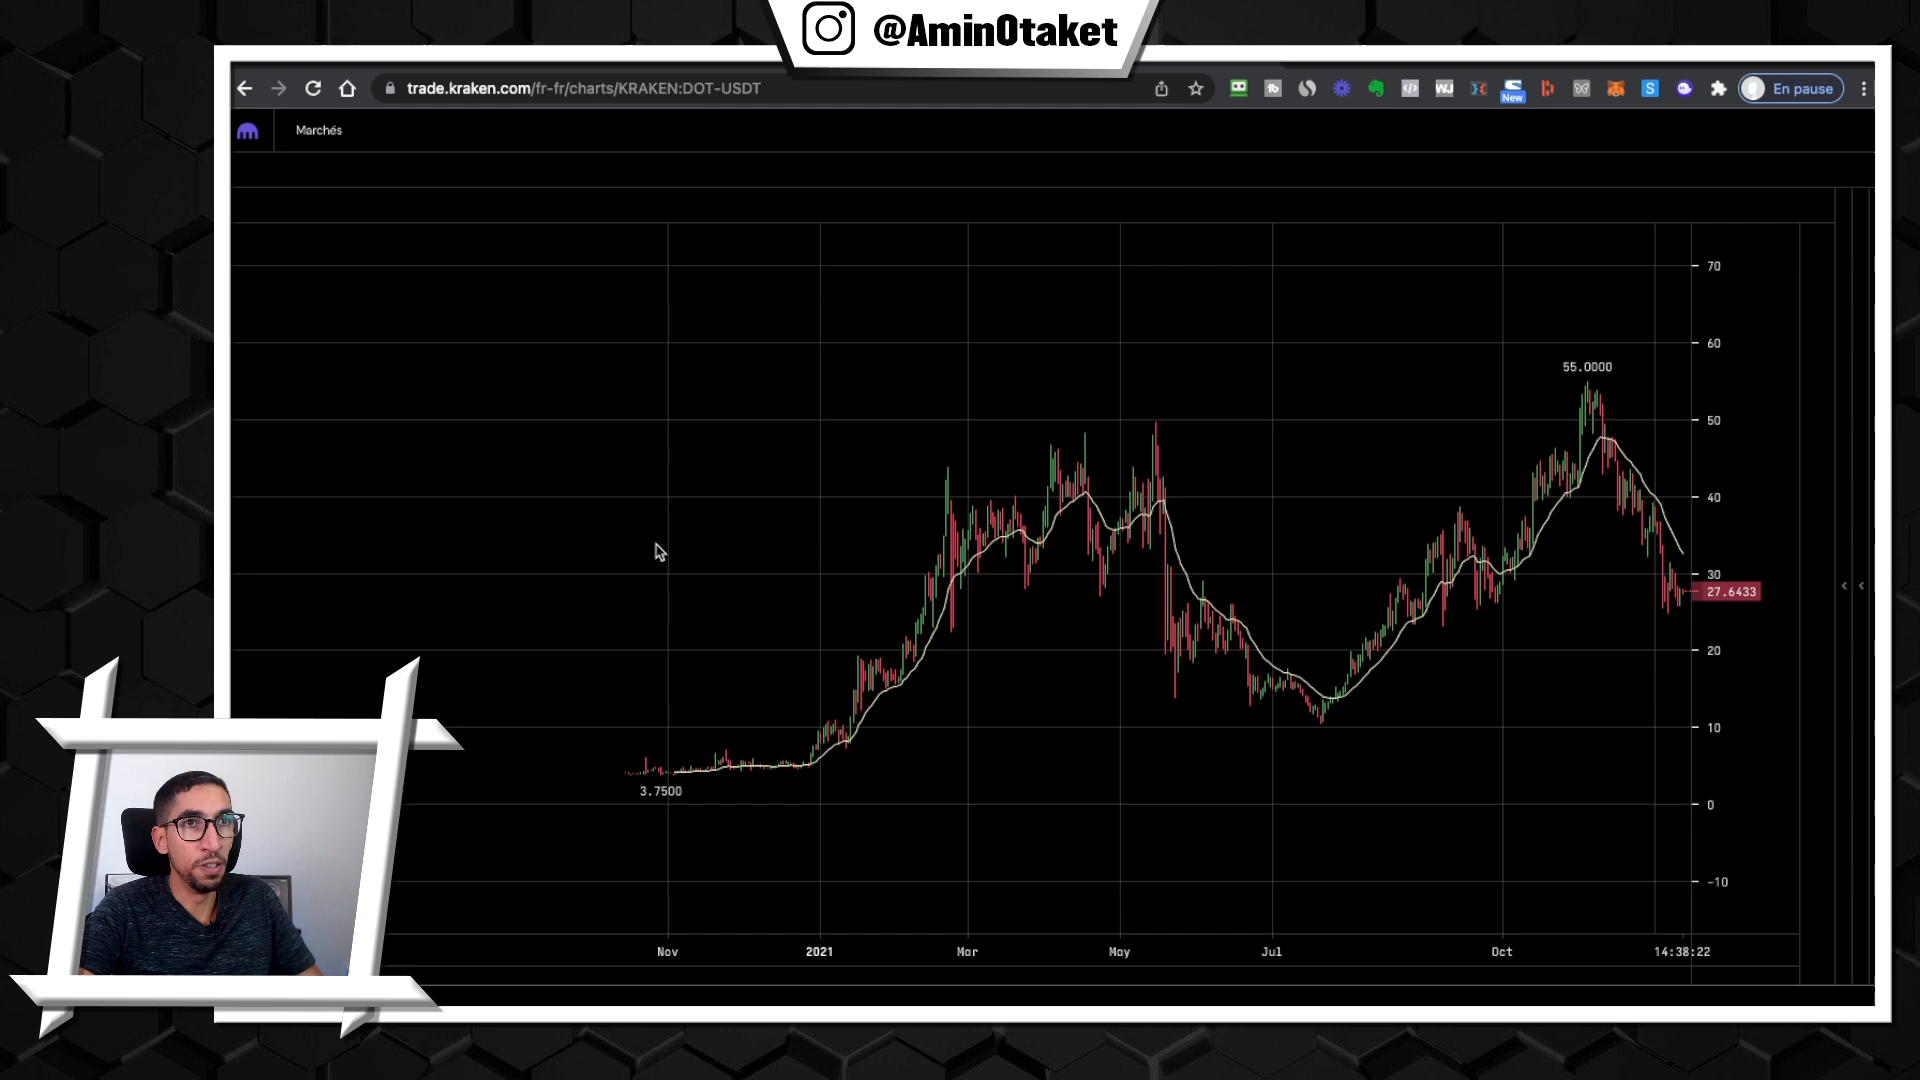 @AminOtaket
trade.kraken.com/fr-fr/charts/KRAKEN:DOT-USDT
New
En pause
Marchés
70
60
55.0000
50
40
30
27.6433
20
10
3.7500
0
-10
Nov
2021
Mar
May
Jul
Oct
14:38:22